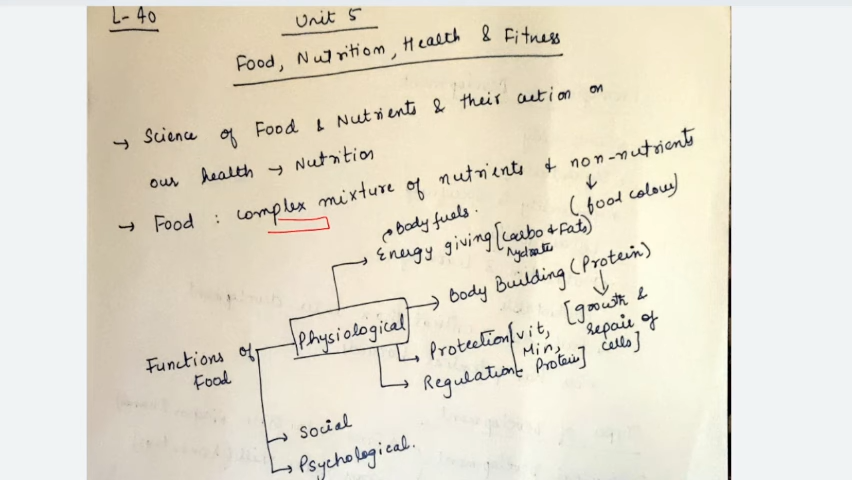 L-40
Unit 5
Food, Nutrition, Health & Fitness
→ Science of Food & Nutrients & their action on
our health → Nutrition
→ Food : complex mixture of nutrients & non-nutrients
(food colour)
Body fuels.
Energy giving [Carbo & Fats)
hydrate
Body Building (Protein)
Physiological
[growth &
repair of
cells]
Protection [vit,
Min,
Regulation Protein]
Functions of
Food
Social
Psychological.